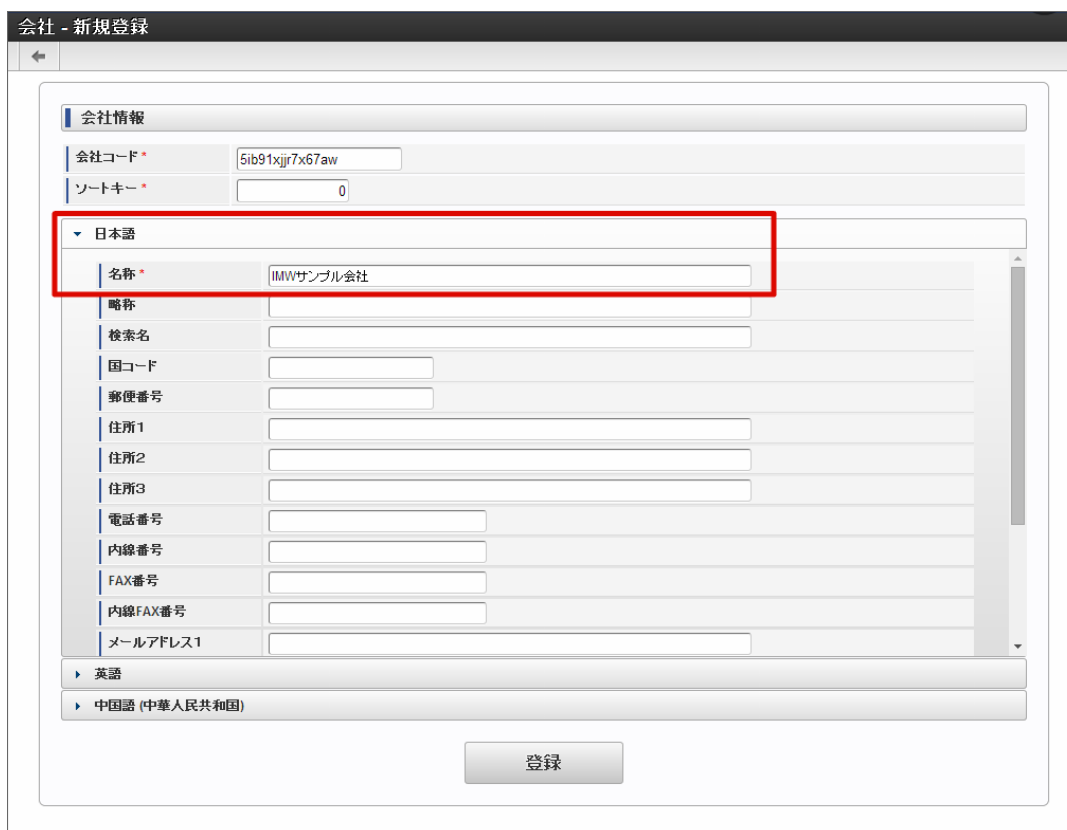 会社 - 新規登録
会社情報
会社コード* 5ib91xjjr7x67aw
ソートキー* 0
日本語
名称* IMWサンプル会社
略称
検索名
国コード
郵便番号
住所1
住所2
住所3
電話番号
内線番号
FAX番号
内線FAX番号
メールアドレス1
英語
中国語 (中華人民共和国)
登録